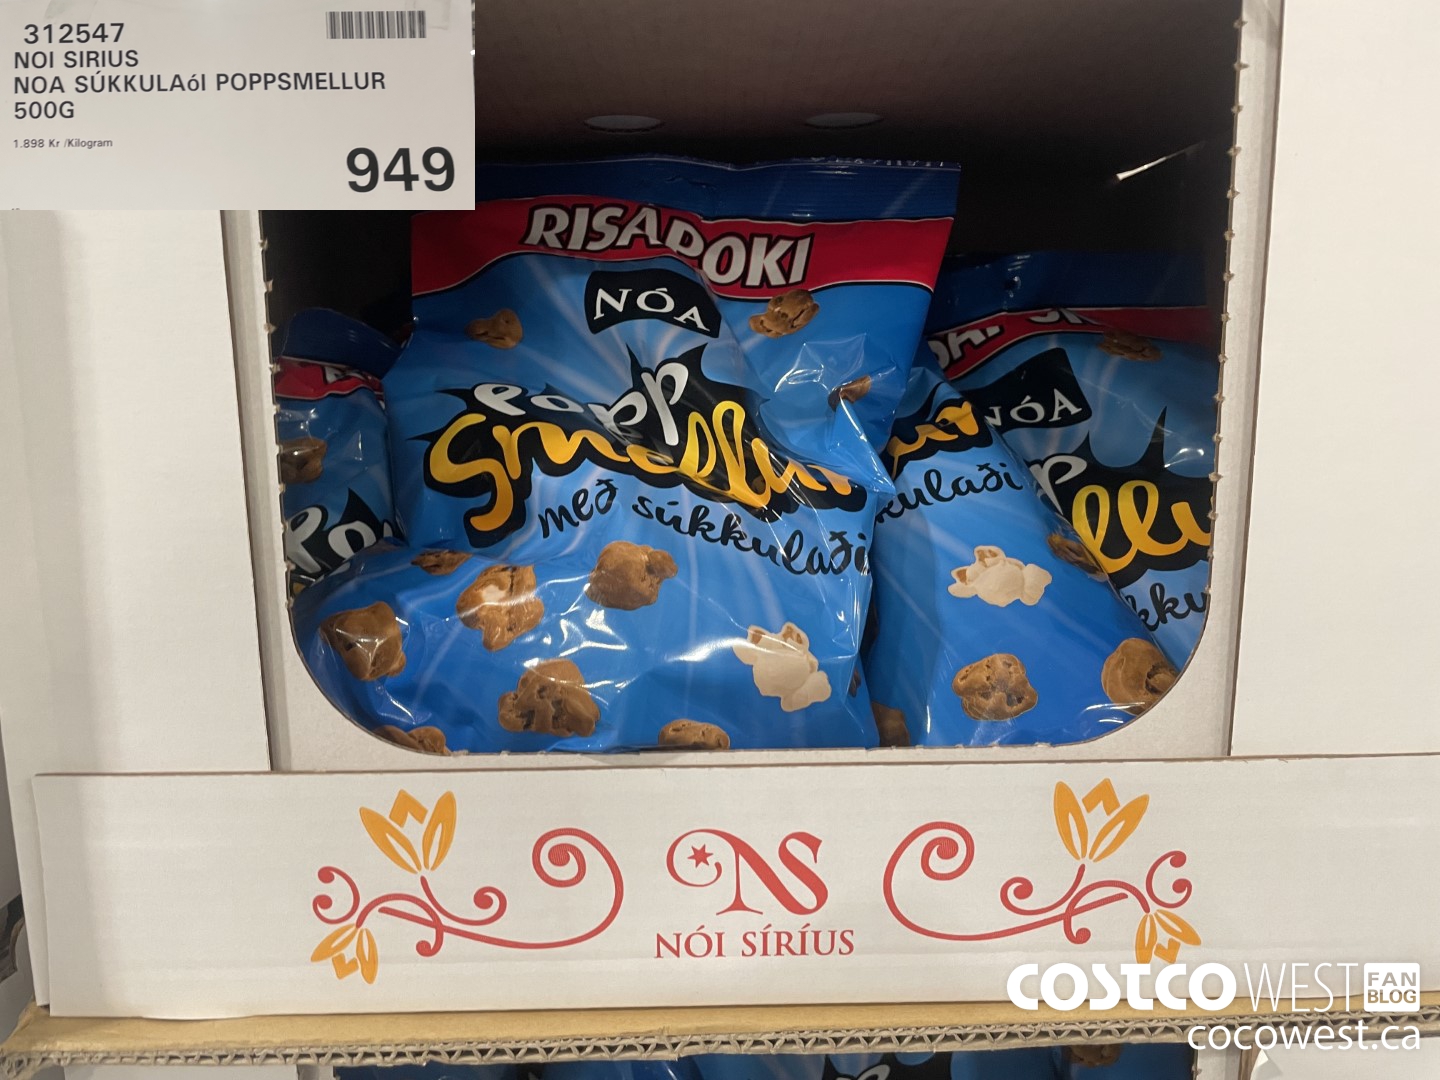 312547
NOI SIRIUS
NOA SÚKKULAóI POPPSMELLUR
500G
1.898 Kr /Kilogram
949
RISAPOKI
NÓA
Popp
Smellur
með súkkulaði
NÓA
NÓI SÍRÍUS
COSTCO WEST FAN BLOG
cocowest.ca